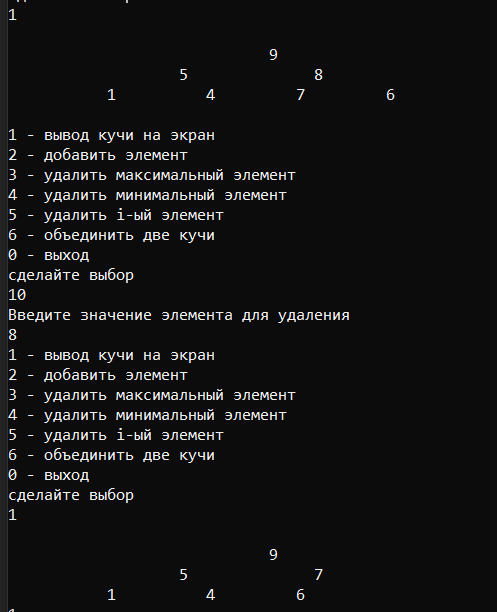 1
9
5 8
1 4 7 6
1 - вывод кучи на экран
2 - добавить элемент
3 - удалить максимальный элемент
4 - удалить минимальный элемент
5 - удалить i-ый элемент
6 - объединить две кучи
0 - выход
сделайте выбор
10
Введите значение элемента для удаления
8
1 - вывод кучи на экран
2 - добавить элемент
3 - удалить максимальный элемент
4 - удалить минимальный элемент
5 - удалить i-ый элемент
6 - объединить две кучи
0 - выход
сделайте выбор
1
9
5 7
1 4 6